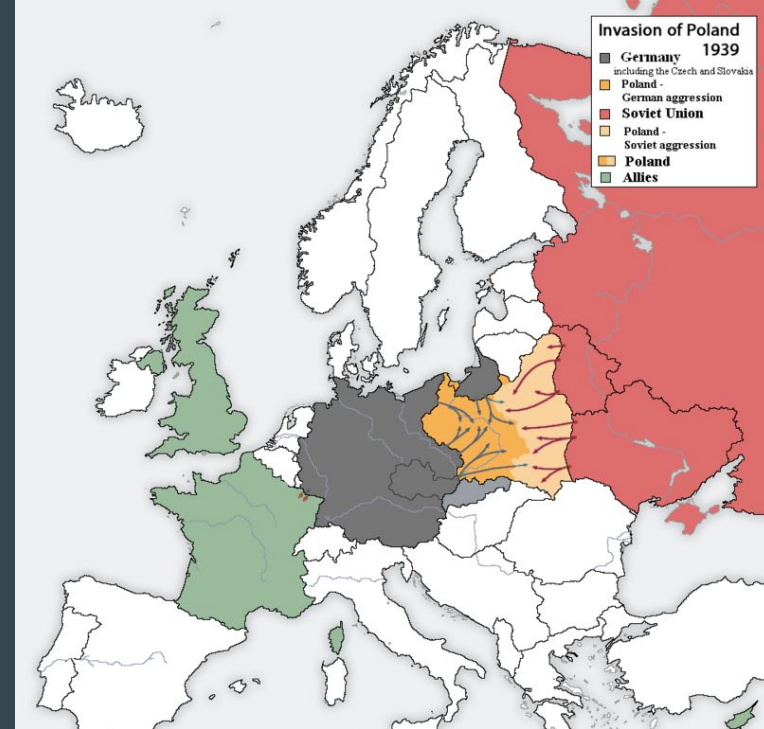 Invasion of Poland
1939
Germany
including the Czech and Slovakia
Poland -
German aggression
Soviet Union
Poland -
Soviet aggression
Poland
Allies